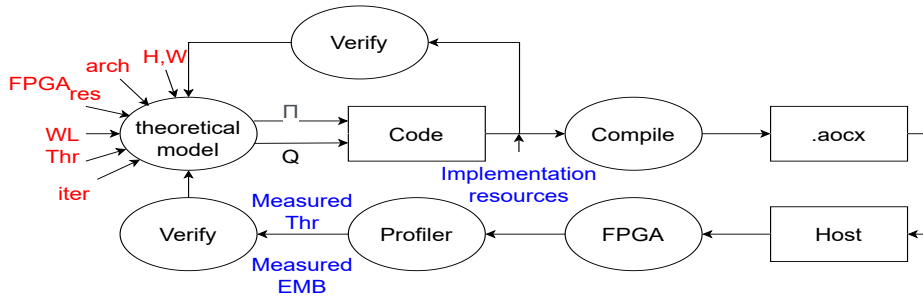 Verify
H,W
arch
FPGA
res
WL
Thr
iter
theoretical
model
Π
Q
Code
Compile
.aocx
Implementation
resources
Verify
Measured
Thr
Measured
EMB
Profiler
FPGA
Host